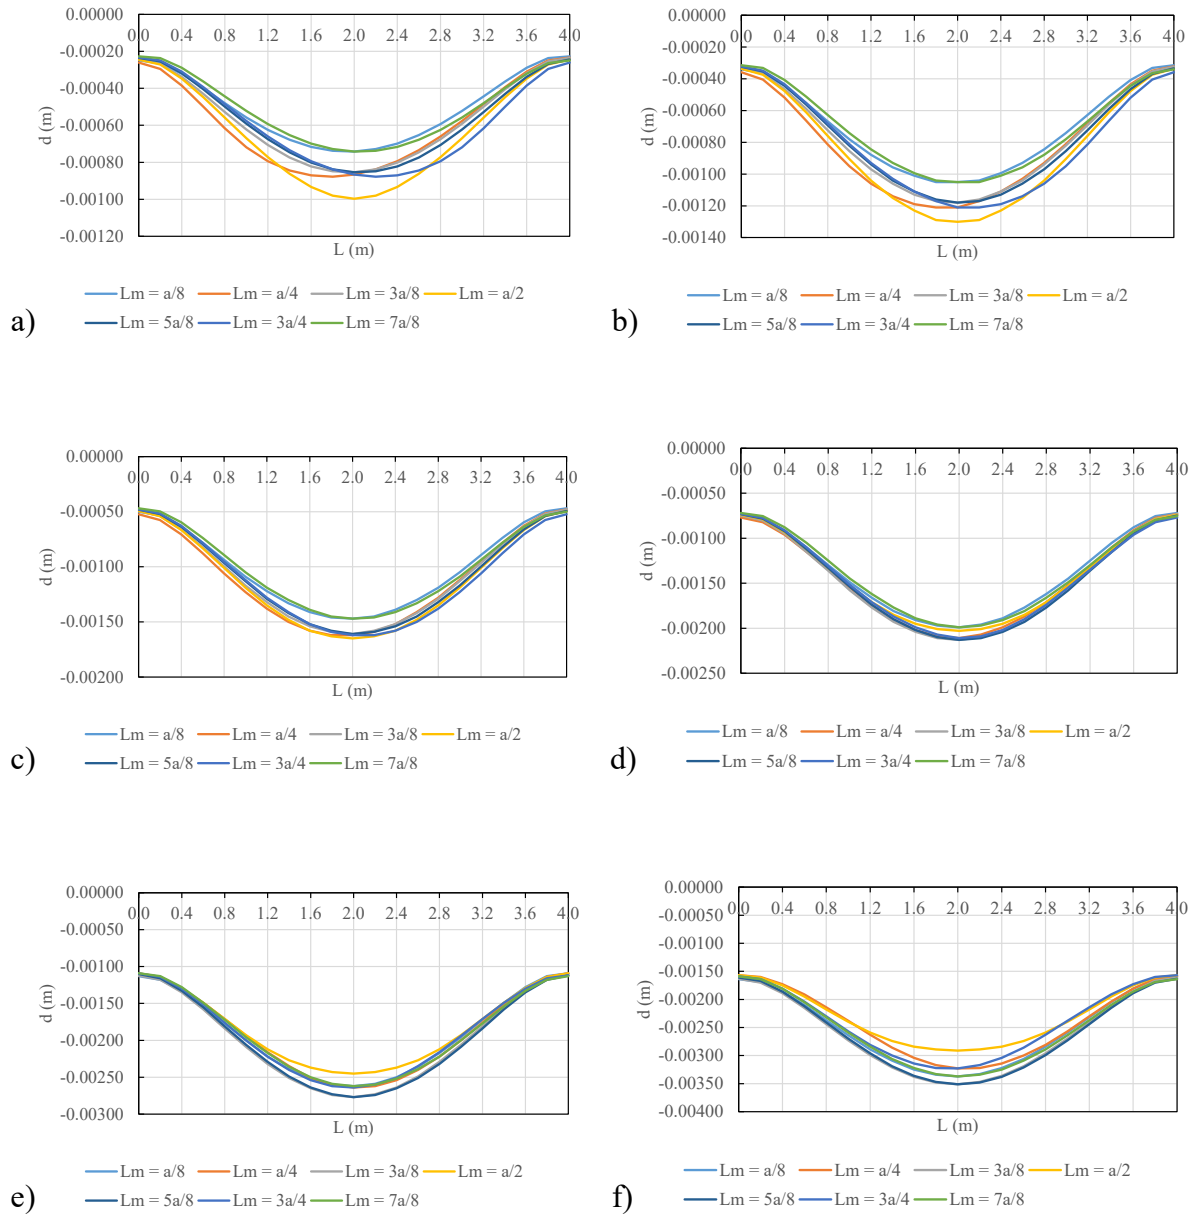 0.00000
0.0 0.4 0.8 1.2 1.6 2.0 2.4 2.8 3.2 3.6 4.0
-0.00020
-0.00040
-0.00060
-0.00080
-0.00100
-0.00120
d (m)
L (m)
Lm = a/8 Lm = a/4 Lm = 3a/8 Lm = a/2
Lm = 5a/8 Lm = 3a/4 Lm = 7a/8
a)
0.00000
0.0 0.4 0.8 1.2 1.6 2.0 2.4 2.8 3.2 3.6 4.0
-0.00020
-0.00040
-0.00060
-0.00080
-0.00100
-0.00120
-0.00140
d (m)
L (m)
Lm = a/8 Lm = a/4 Lm = 3a/8 Lm = a/2
Lm = 5a/8 Lm = 3a/4 Lm = 7a/8
b)
0.00000
0.0 0.4 0.8 1.2 1.6 2.0 2.4 2.8 3.2 3.6 4.0
-0.00050
-0.00100
-0.00150
-0.00200
d (m)
L (m)
Lm = a/8 Lm = a/4 Lm = 3a/8 Lm = a/2
Lm = 5a/8 Lm = 3a/4 Lm = 7a/8
c)
0.00000
0.0 0.4 0.8 1.2 1.6 2.0 2.4 2.8 3.2 3.6 4.0
-0.00050
-0.00100
-0.00150
-0.00200
-0.00250
d (m)
L (m)
Lm = a/8 Lm = a/4 Lm = 3a/8 Lm = a/2
Lm = 5a/8 Lm = 3a/4 Lm = 7a/8
d)
0.00000
0.0 0.4 0.8 1.2 1.6 2.0 2.4 2.8 3.2 3.6 4.0
-0.00050
-0.00100
-0.00150
-0.00200
-0.00250
-0.00300
d (m)
L (m)
Lm = a/8 Lm = a/4 Lm = 3a/8 Lm = a/2
Lm = 5a/8 Lm = 3a/4 Lm = 7a/8
e)
0.00000
0.0 0.4 0.8 1.2 1.6 2.0 2.4 2.8 3.2 3.6 4.0
-0.00050
-0.00100
-0.00150
-0.00200
-0.00250
-0.00300
-0.00350
-0.00400
d (m)
L (m)
Lm = a/8 Lm = a/4 Lm = 3a/8 Lm = a/2
Lm = 5a/8 Lm = 3a/4 Lm = 7a/8
f)